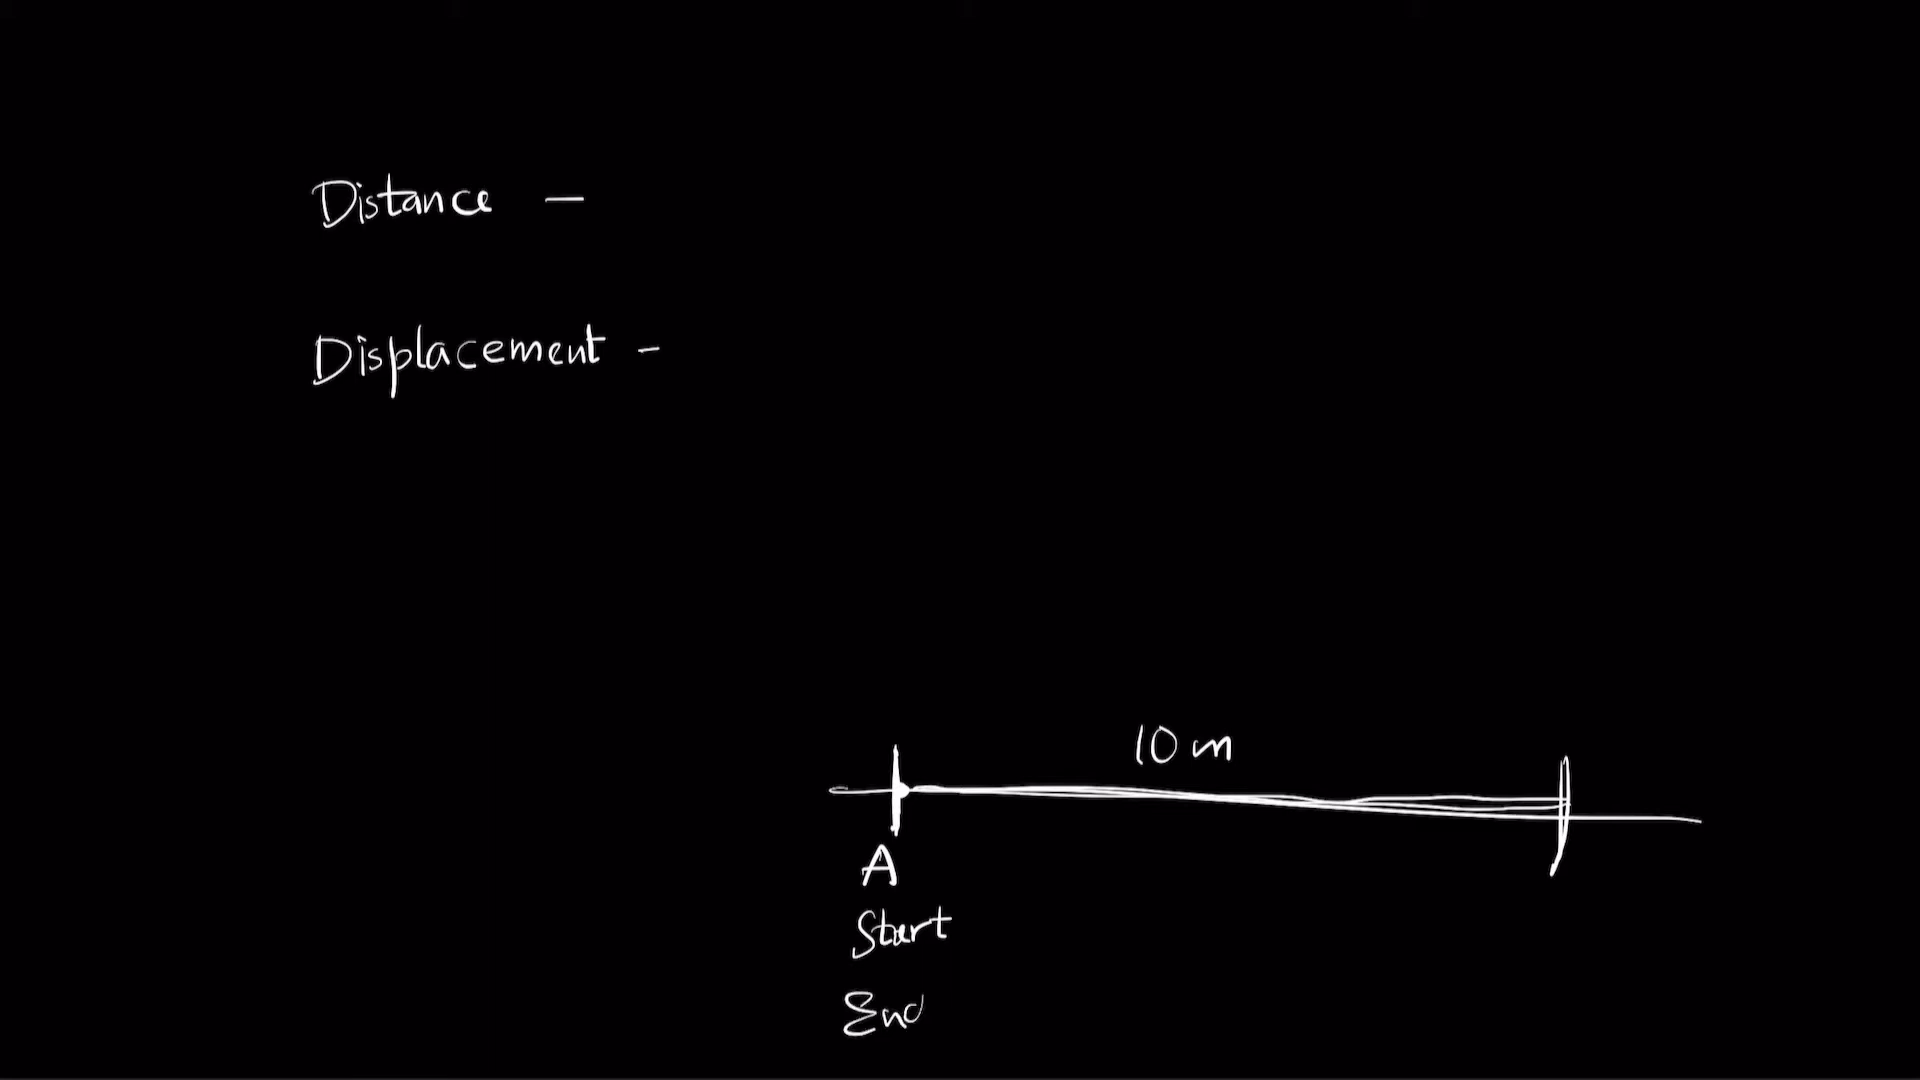 Distance —
Displacement -
10 m
A
Start
End